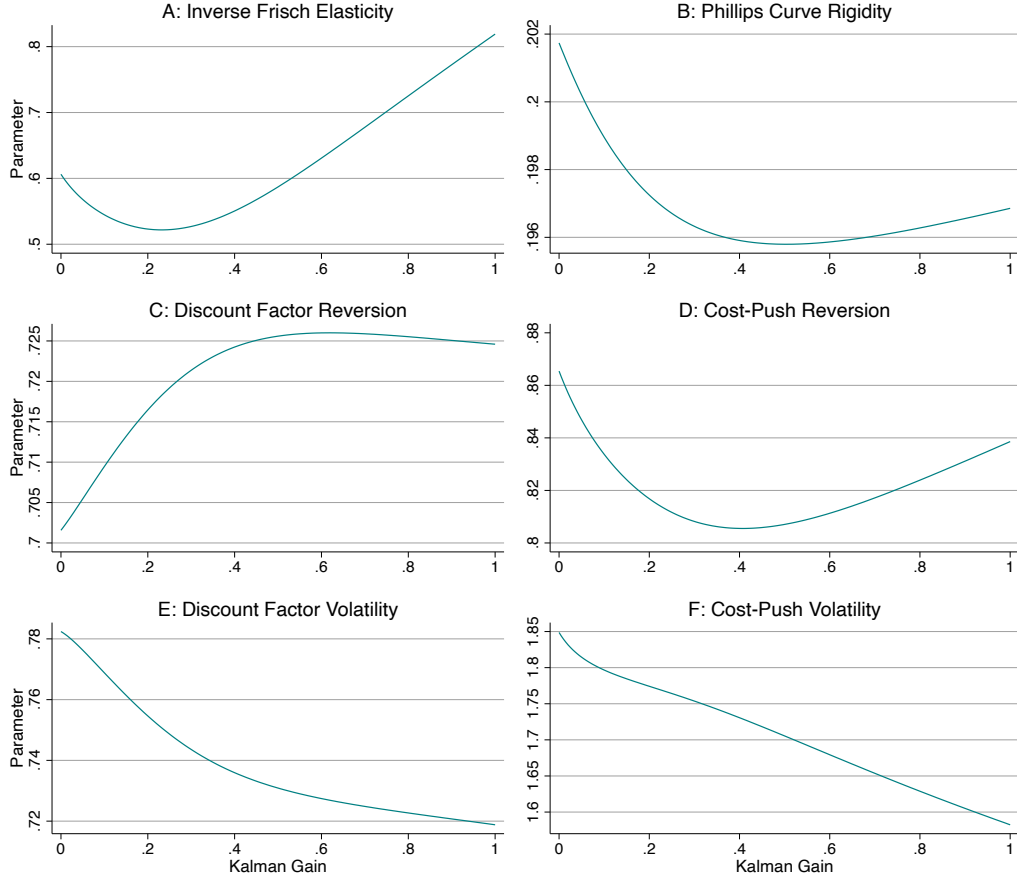 A: Inverse Frisch Elasticity
Parameter
.8
.7
.6
.5
0 .2 .4 .6 .8 1
B: Phillips Curve Rigidity
.202
.2
.198
.196
0 .2 .4 .6 .8 1
C: Discount Factor Reversion
Parameter
.725
.72
.715
.71
.705
.7
0 .2 .4 .6 .8 1
D: Cost-Push Reversion
.88
.86
.84
.82
.8
0 .2 .4 .6 .8 1
E: Discount Factor Volatility
Parameter
.78
.76
.74
.72
0 .2 .4 .6 .8 1
Kalman Gain
F: Cost-Push Volatility
1.85
1.8
1.75
1.7
1.65
1.6
0 .2 .4 .6 .8 1
Kalman Gain